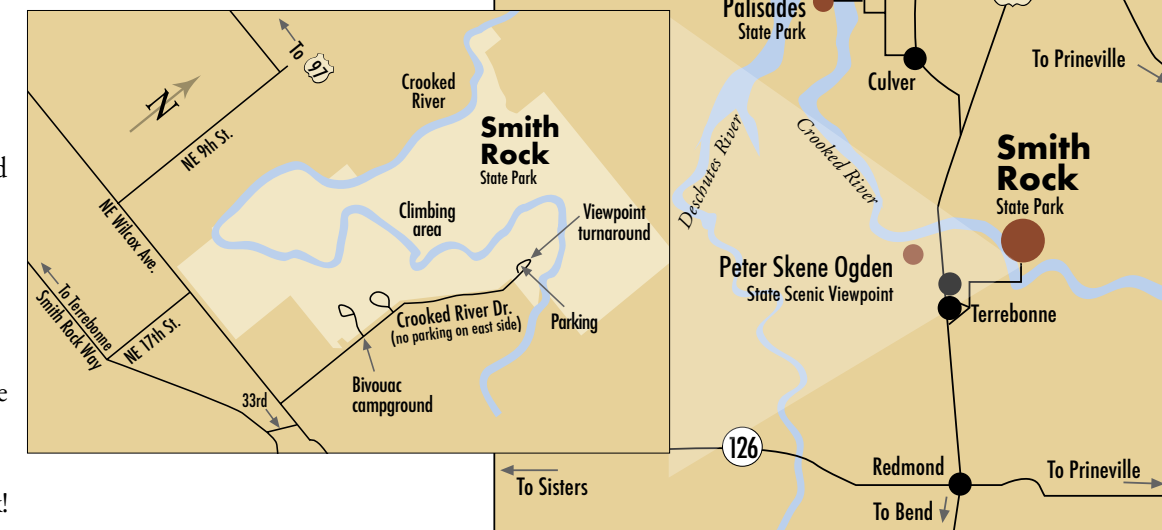 Palisades
State Park
Culver
To Prineville
To
97
N
Crooked
River
Smith
Rock
State Park
NE 9th St.
Deschutes River
Crooked River
Smith
Rock
State Park
NE Wilcox Ave.
Climbing
area
Viewpoint
turnaround
Peter Skene Ogden
State Scenic Viewpoint
To Terrebonne
Smith Rock Way
NE 17th St.
Crooked River Dr.
(no parking on east side)
Parking
Terrebonne
Bivouac
campground
33rd
126
Redmond
To Prineville
To Sisters
To Bend
d
e
!